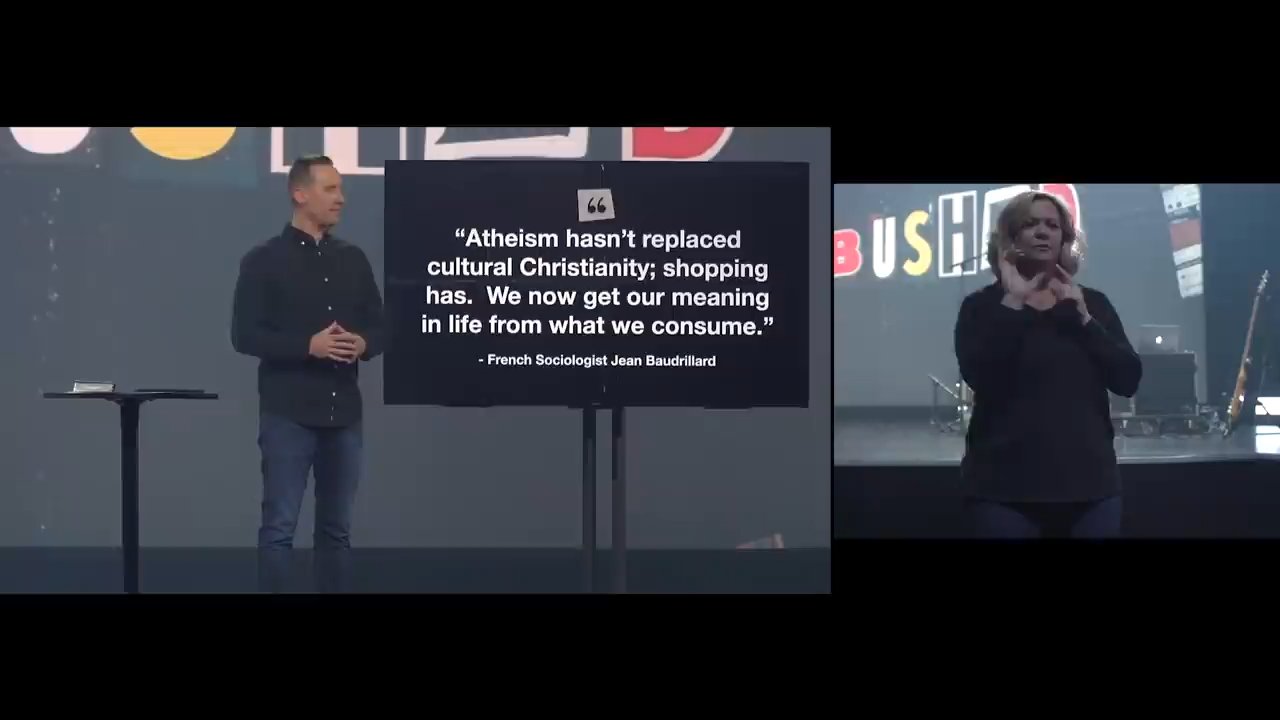 “
“Atheism hasn’t replaced
cultural Christianity; shopping
has.  We now get our meaning
in life from what we consume.”
- French Sociologist Jean Baudrillard
BUSH